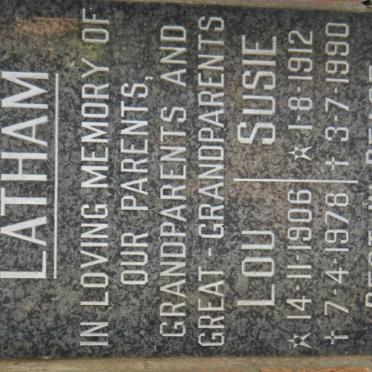 LATHAM
IN LOVING MEMORY OF
OUR PARENTS,
GRANDPARENTS AND
GREAT-GRANDPARENTS
LOU SUSIE
☆ 14-11-1906 ☆ 1-8-1912
† 7-4-1978 † 3-7-1990